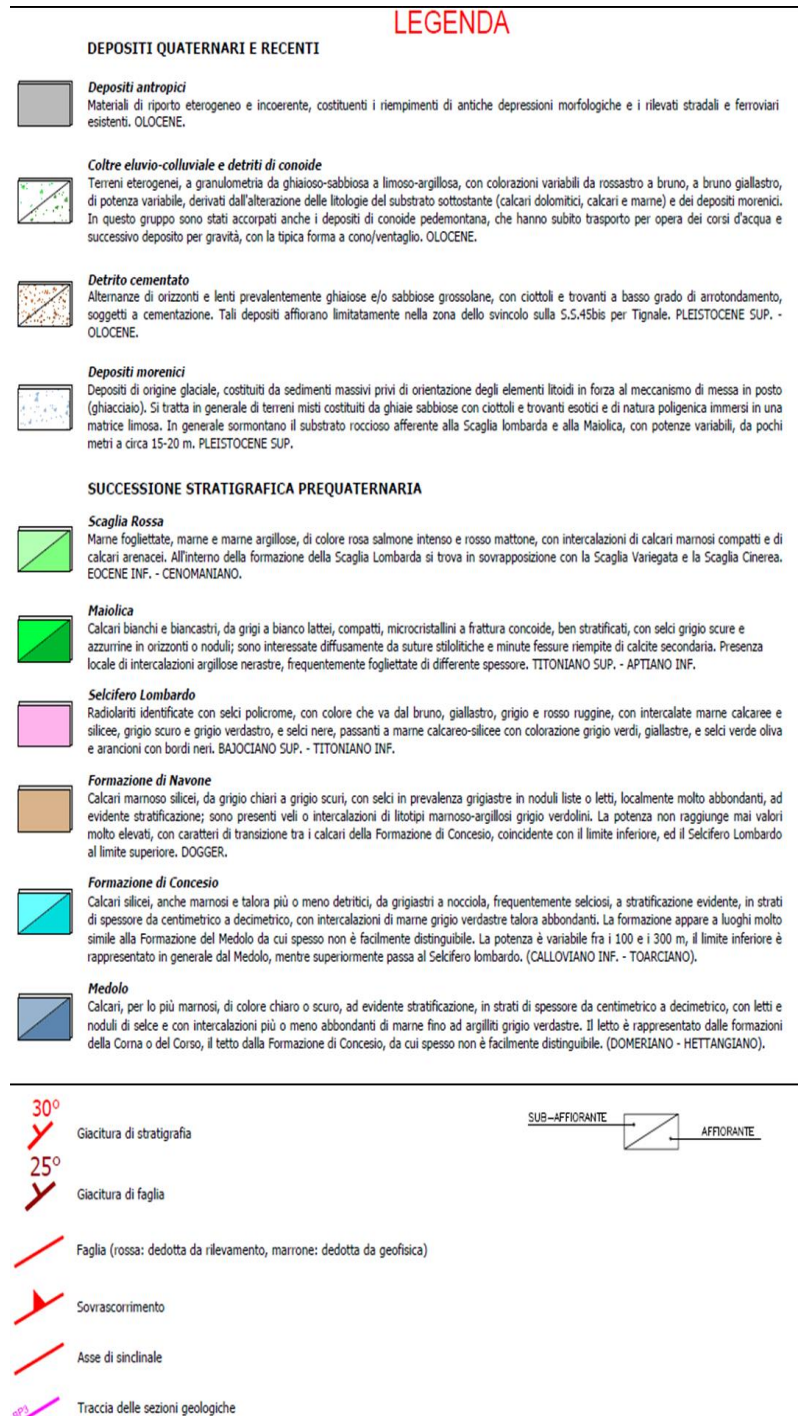 LEGENDA
DEPOSITI QUATERNARI E RECENTI
Depositi antropici
Materiali di riporto eterogeneo e incoerente, costituenti i riempimenti di antiche depressioni morfologiche e i rilevati stradali e ferroviari
esistenti. OLOCENE.
Coltre eluvio-colluviale e detriti di conoide
Terreni eterogenei, a granulometria da ghiaioso-sabbiosa a limoso-argillosa, con colorazioni variabili da rossastro a bruno, a bruno giallastro,
di potenza variabile, derivati dall'alterazione delle litologie del substrato sottostante (calcari dolomitici, calcari e marne) e dei depositi morenici.
In questo gruppo sono stati accorpati anche i depositi di conoide pedemontana, che hanno subito trasporto per opera dei corsi d'acqua e
successivo deposito per gravità, con la tipica forma a cono/ventaglio. OLOCENE.
Detrito cementato
Alternanze di orizzonti e lenti prevalentemente ghiaiose e/o sabbiose grossolane, con ciottoli e trovanti a basso grado di arrotondamento,
soggetti a cementazione. Tali depositi affiorano limitatamente nella zona dello svincolo sulla S.S.45bis per Tignale. PLEISTOCENE SUP. -
OLOCENE.
Depositi morenici
Depositi di origine glaciale, costituiti da sedimenti massivi privi di orientazione degli elementi litoidi in forza al meccanismo di messa in posto
(ghiacciaio). Si tratta in generale di terreni misti costituiti da ghiaie sabbiose con ciottoli e trovanti esotici e di natura poligenica immersi in una
matrice limosa. In generale sormontano il substrato roccioso afferente alla Scaglia lombarda e alla Maiolica, con potenze variabili, da pochi
metri a circa 15-20 m. PLEISTOCENE SUP.
SUCCESSIONE STRATIGRAFICA PREQUATERNARIA
Scaglia Rossa
Marne fogliettate, marne e marne argillose, di colore rosa salmone intenso e rosso mattone, con intercalazioni di calcari marnosi compatti e di
calcari arenacei. All'interno della formazione della Scaglia Lombarda si trova in sovrapposizione con la Scaglia Variegata e la Scaglia Cinerea.
EOCENE INF. - CENOMANIANO.
Maiolica
Calcari bianchi e biancastri, da grigi a bianco lattei, compatti, microcristallini a frattura concoide, ben stratificati, con selci grigio scure e
azzurrine in orizzonti o noduli; sono interessate diffusamente da suture stilolitiche e minute fessure riempite di calcite secondaria. Presenza
locale di intercalazioni argillose nerastre, frequentemente fogliettate di differente spessore. TITONIANO SUP. - APTIANO INF.
Selcifero Lombardo
Radiolariti identificate con selci policrome, con colore che va dal bruno, giallastro, grigio e rosso ruggine, con intercalate marne calcaree e
silicee, grigio scuro e grigio verdastro, e selci nere, passanti a marne calcareo-silicee con colorazione grigio verdi, giallastre, e selci verde oliva
e arancioni con bordi neri. BAJOCIANO SUP. - TITONIANO INF.
Formazione di Navone
Calcari marnoso silicei, da grigio chiari a grigio scuri, con selci in prevalenza grigiastre in noduli liste o letti, localmente molto abbondanti, ad
evidente stratificazione; sono presenti veli o intercalazioni di litotipi marnoso-argillosi grigio verdolini. La potenza non raggiunge mai valori
molto elevati, con caratteri di transizione tra i calcari della Formazione di Concesio, coincidente con il limite inferiore, ed il Selcifero Lombardo
al limite superiore. DOGGER.
Formazione di Concesio
Calcari silicei, anche marnosi e talora più o meno detritici, da grigiastri a nocciola, frequentemente selciosi, a stratificazione evidente, in strati
di spessore da centimetrico a decimetrico, con intercalazioni di marne grigio verdastre talora abbondanti. La formazione appare a luoghi molto
simile alla Formazione del Medolo da cui spesso non è facilmente distinguibile. La potenza è variabile fra i 100 e i 300 m, il limite inferiore è
rappresentato in generale dal Medolo, mentre superiormente passa al Selcifero lombardo. (CALLOVIANO INF. - TOARCIANO).
Medolo
Calcari, per lo più marnosi, di colore chiaro o scuro, ad evidente stratificazione, in strati di spessore da centimetrico a decimetrico, con letti e
noduli di selce e con intercalazioni più o meno abbondanti di marne fino ad argilliti grigio verdastre. Il letto è rappresentato dalle formazioni
della Corna o del Corso, il tetto dalla Formazione di Concesio, da cui spesso non è facilmente distinguibile. (DOMERIANO - HETTANGIANO).
30°
Giacitura di stratigrafia
SUB-AFFIORANTE
AFFIORANTE
25°
Giacitura di faglia
Faglia (rossa: dedotta da rilevamento, marrone: dedotta da geofisica)
Sovrascorrimento
Asse di sinclinale
Traccia delle sezioni geologiche